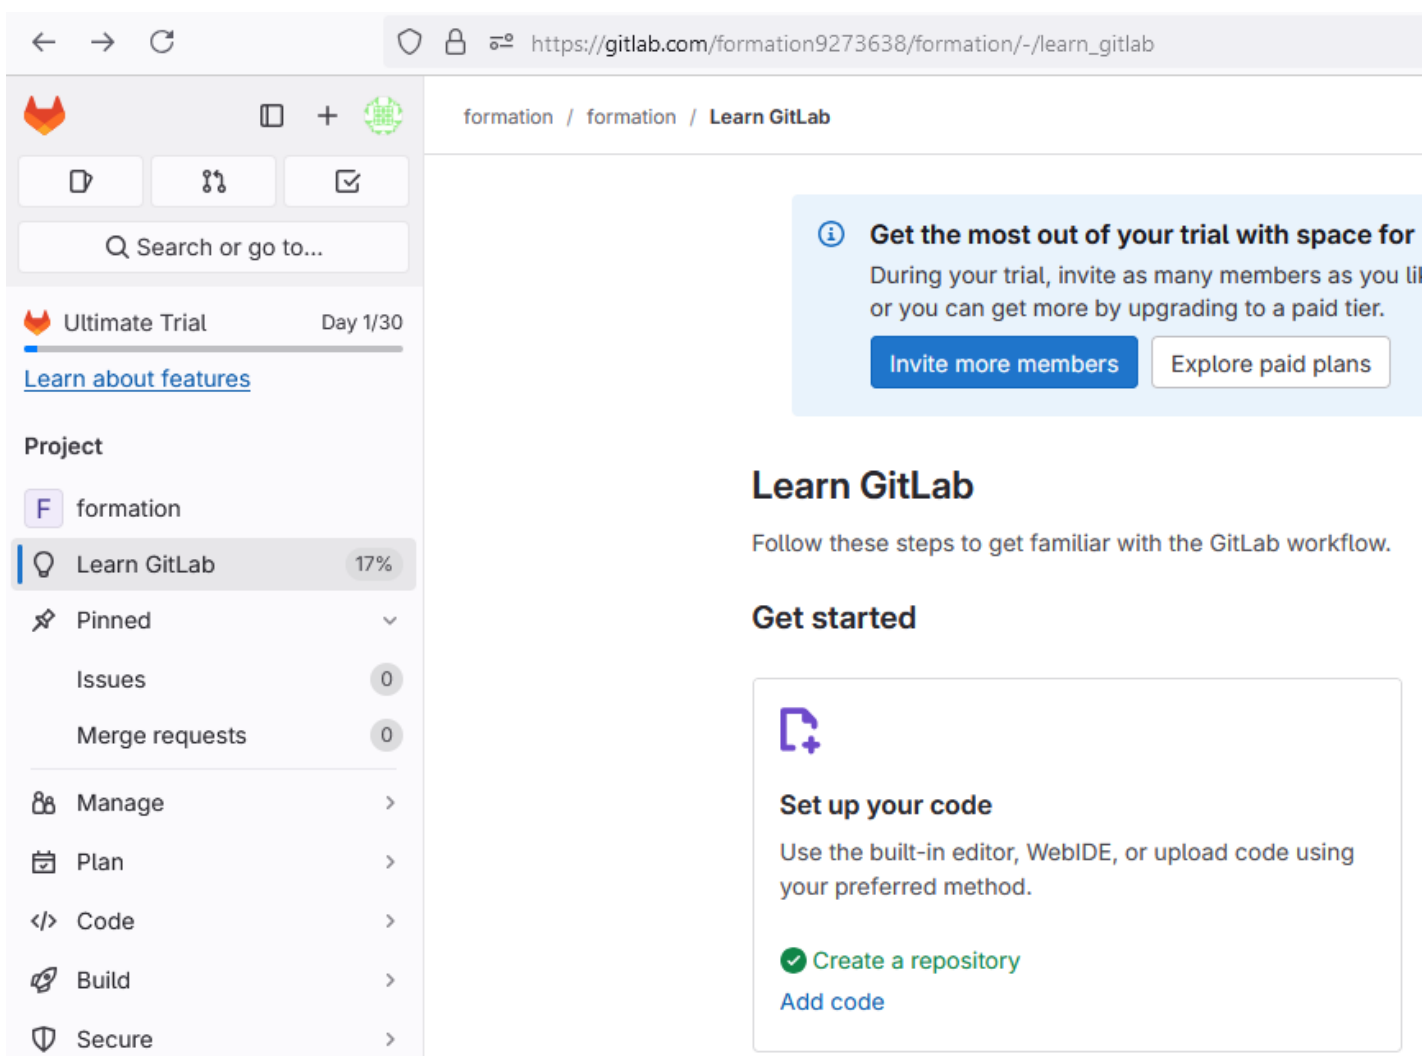 https://gitlab.com/formation9273638/formation/-/learn_gitlab
formation / formation / Learn GitLab
Search or go to...
Ultimate Trial Day 1/30
Learn about features
Project
F formation
Learn GitLab 17%
Pinned
Issues 0
Merge requests 0
Manage
Plan
Code
Build
Secure
Get the most out of your trial with space for
During your trial, invite as many members as you
or you can get more by upgrading to a paid tier.
Invite more members Explore paid plans
Learn GitLab
Follow these steps to get familiar with the GitLab workflow.
Get started
Set up your code
Use the built-in editor, WebIDE, or upload code using
your preferred method.
Create a repository
Add code